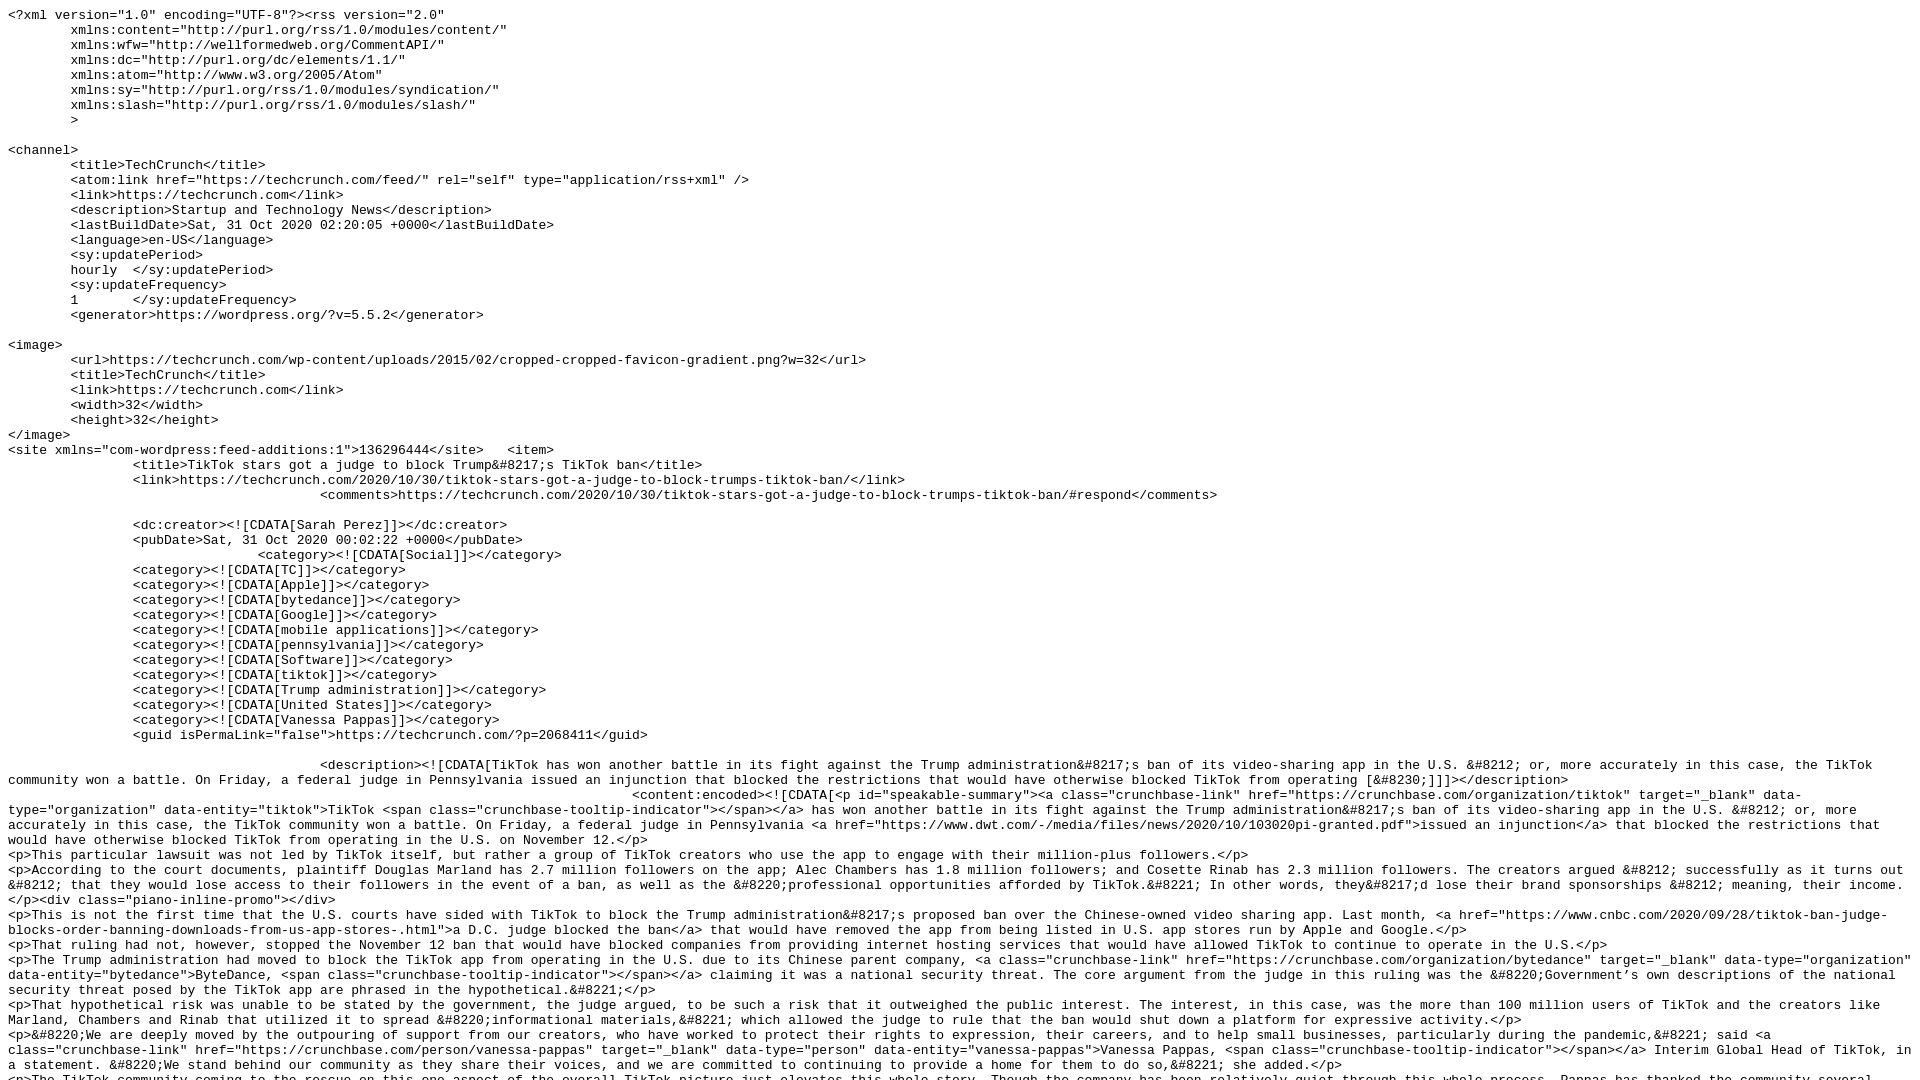 <?xml version="1.0" encoding="UTF-8"?><rss version="2.0"
xmlns:content="http://purl.org/rss/1.0/modules/content/"
xmlns:wfw="http://wellformedweb.org/CommentAPI/"
xmlns:dc="http://purl.org/dc/elements/1.1/"
xmlns:atom="http://www.w3.org/2005/Atom"
xmlns:sy="http://purl.org/rss/1.0/modules/syndication/"
xmlns:slash="http://purl.org/rss/1.0/modules/slash/"
>
<channel>
<title>TechCrunch</title>
<atom:link href="https://techcrunch.com/feed/" rel="self" type="application/rss+xml" />
<link>https://techcrunch.com</link>
<description>Startup and Technology News</description>
<lastBuildDate>Sat, 31 Oct 2020 02:20:05 +0000</lastBuildDate>
<language>en-US</language>
<sy:updatePeriod>
hourly  </sy:updatePeriod>
<sy:updateFrequency>
1       </sy:updateFrequency>
<generator>https://wordpress.org/?v=5.5.2</generator>
<image>
<url>https://techcrunch.com/wp-content/uploads/2015/02/cropped-cropped-favicon-gradient.png?w=32</url>
<title>TechCrunch</title>
<link>https://techcrunch.com</link>
<width>32</width>
<height>32</height>
</image>
<site xmlns="com-wordpress:feed-additions:1">136296444</site>   <item>
<title>TikTok stars got a judge to block Trump&#8217;s TikTok ban</title>
<link>https://techcrunch.com/2020/10/30/tiktok-stars-got-a-judge-to-block-trumps-tiktok-ban/</link>
<comments>https://techcrunch.com/2020/10/30/tiktok-stars-got-a-judge-to-block-trumps-tiktok-ban/#respond</comments>
<dc:creator><![CDATA[Sarah Perez]]></dc:creator>
<pubDate>Sat, 31 Oct 2020 00:02:22 +0000</pubDate>
<category><![CDATA[Social]]></category>
<category><![CDATA[TC]]></category>
<category><![CDATA[Apple]]></category>
<category><![CDATA[bytedance]]></category>
<category><![CDATA[Google]]></category>
<category><![CDATA[mobile applications]]></category>
<category><![CDATA[pennsylvania]]></category>
<category><![CDATA[Software]]></category>
<category><![CDATA[tiktok]]></category>
<category><![CDATA[Trump administration]]></category>
<category><![CDATA[United States]]></category>
<category><![CDATA[Vanessa Pappas]]></category>
<guid isPermaLink="false">https://techcrunch.com/?p=2068411</guid>
<description><![CDATA[TikTok has won another battle in its fight against the Trump administration&#8217;s ban of its video-sharing app in the U.S. &#8212; or, more accurately in this case, the TikTok
community won a battle. On Friday, a federal judge in Pennsylvania issued an injunction that blocked the restrictions that would have otherwise blocked TikTok from operating [&#8230;]]]></description>
<content:encoded><![CDATA[<p id="speakable-summary"><a class="crunchbase-link" href="https://crunchbase.com/organization/tiktok" target="_blank" data-
type="organization" data-entity="tiktok">TikTok <span class="crunchbase-tooltip-indicator"></span></a> has won another battle in its fight against the Trump administration&#8217;s ban of its video-sharing app in the U.S. &#8212; or, more
accurately in this case, the TikTok community won a battle. On Friday, a federal judge in Pennsylvania <a href="https://www.dwt.com/-/media/files/news/2020/10/103020pi-granted.pdf">issued an injunction</a> that blocked the restrictions that
would have otherwise blocked TikTok from operating in the U.S. on November 12.</p>
<p>This particular lawsuit was not led by TikTok itself, but rather a group of TikTok creators who use the app to engage with their million-plus followers.</p>
<p>According to the court documents, plaintiff Douglas Marland has 2.7 million followers on the app; Alec Chambers has 1.8 million followers; and Cosette Rinab has 2.3 million followers. The creators argued &#8212; successfully as it turns out
&#8212; that they would lose access to their followers in the event of a ban, as well as the &#8220;professional opportunities afforded by TikTok.&#8221; In other words, they&#8217;d lose their brand sponsorships &#8212; meaning, their income.
</p><div class="piano-inline-promo"></div>
<p>This is not the first time that the U.S. courts have sided with TikTok to block the Trump administration&#8217;s proposed ban over the Chinese-owned video sharing app. Last month, <a href="https://www.cnbc.com/2020/09/28/tiktok-ban-judge-
blocks-order-banning-downloads-from-us-app-stores-.html">a D.C. judge blocked the ban</a> that would have removed the app from being listed in U.S. app stores run by Apple and Google.</p>
<p>That ruling had not, however, stopped the November 12 ban that would have blocked companies from providing internet hosting services that would have allowed TikTok to continue to operate in the U.S.</p>
<p>The Trump administration had moved to block the TikTok app from operating in the U.S. due to its Chinese parent company, <a class="crunchbase-link" href="https://crunchbase.com/organization/bytedance" target="_blank" data-type="organization"
data-entity="bytedance">ByteDance, <span class="crunchbase-tooltip-indicator"></span></a> claiming it was a national security threat. The core argument from the judge in this ruling was the &#8220;Government’s own descriptions of the national
security threat posed by the TikTok app are phrased in the hypothetical.&#8221;</p>
<p>That hypothetical risk was unable to be stated by the government, the judge argued, to be such a risk that it outweighed the public interest. The interest, in this case, was the more than 100 million users of TikTok and the creators like
Marland, Chambers and Rinab that utilized it to spread &#8220;informational materials,&#8221; which allowed the judge to rule that the ban would shut down a platform for expressive activity.</p>
<p>&#8220;We are deeply moved by the outpouring of support from our creators, who have worked to protect their rights to expression, their careers, and to help small businesses, particularly during the pandemic,&#8221; said <a
class="crunchbase-link" href="https://crunchbase.com/person/vanessa-pappas" target="_blank" data-type="person" data-entity="vanessa-pappas">Vanessa Pappas, <span class="crunchbase-tooltip-indicator"></span></a> Interim Global Head of TikTok, in
a statement. &#8220;We stand behind our community as they share their voices, and we are committed to continuing to provide a home for them to do so,&#8221; she added.</p>
<p>The TikTok community coming to the rescue on this one aspect of the overall TikTok picture just elevates this whole story. Though the company has been relatively quiet through this whole process, Pappas has thanked the community several